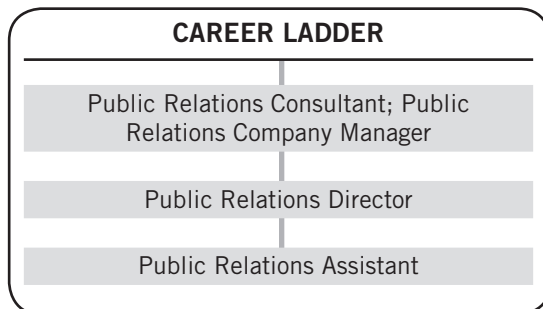 CAREER LADDER
Public Relations Consultant; Public
Relations Company Manager
Public Relations Director
Public Relations Assistant